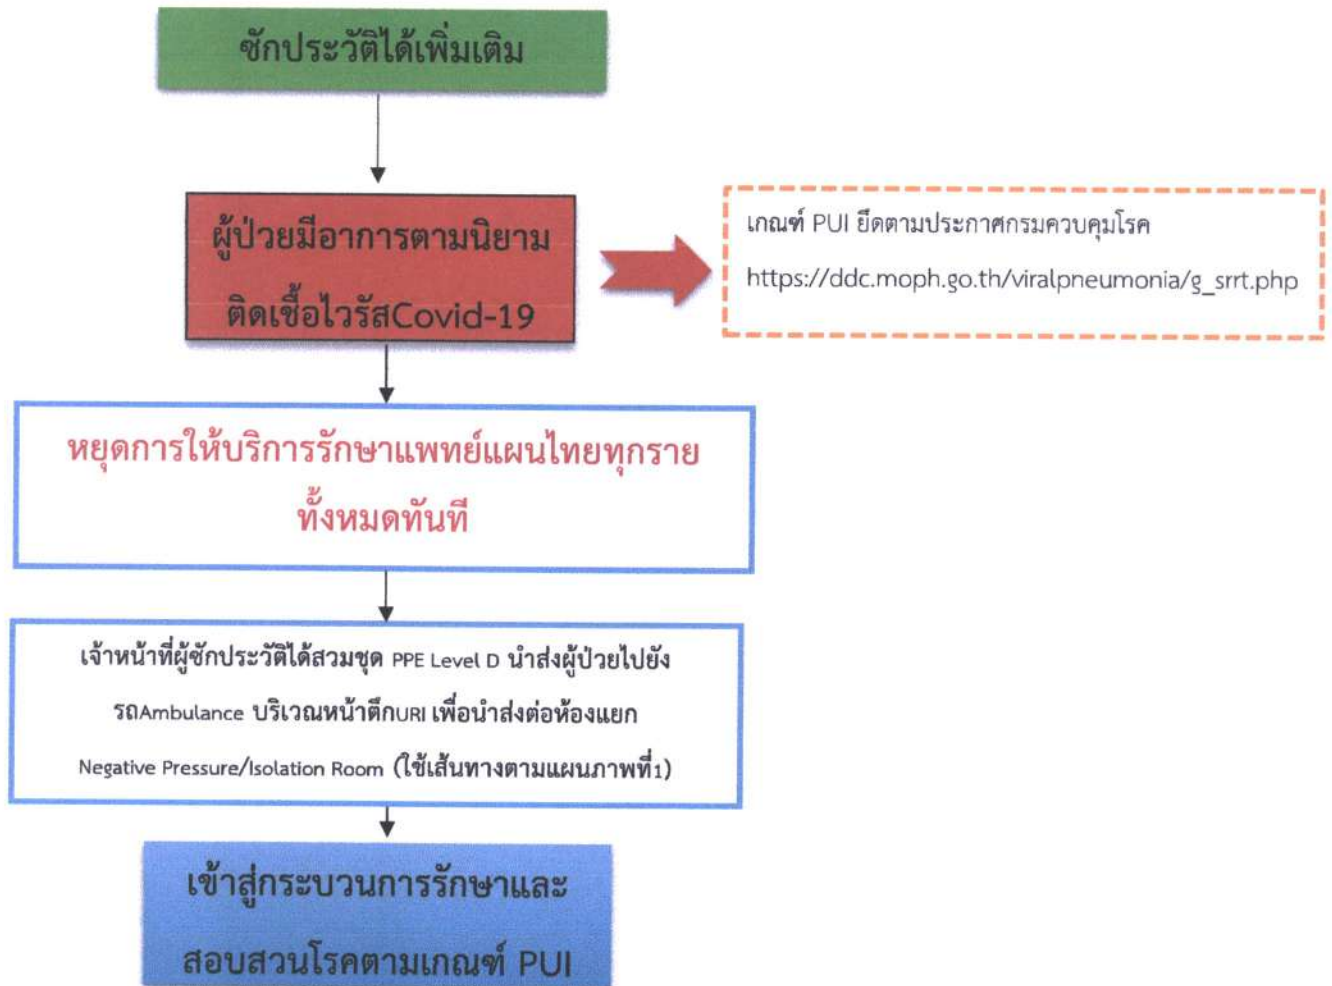 ซักประวัติได้เพิ่มเติม
ผู้ป่วยมีอาการตามนิยาม
ติดเชื้อไวรัสCovid-19
เกณฑ์ PUI ยึดตามประกาศกรมควบคุมโรค
https://ddc.moph.go.th/viralpneumonia/g_srrt.php
หยุดการให้บริการรักษาแพทย์แผนไทยทุกราย
ทั้งหมดทันที
เจ้าหน้าที่ผู้ซักประวัติได้สวมชุด PPE Level D นำส่งผู้ป่วยไปยัง
รถAmbulance บริเวณหน้าตึกURI เพื่อนำส่งต่อห้องแยก
Negative Pressure/Isolation Room (ใช้เส้นทางตามแผนภาพที่1)
เข้าสู่กระบวนการรักษาและ
สอบสวนโรคตามเกณฑ์ PUI